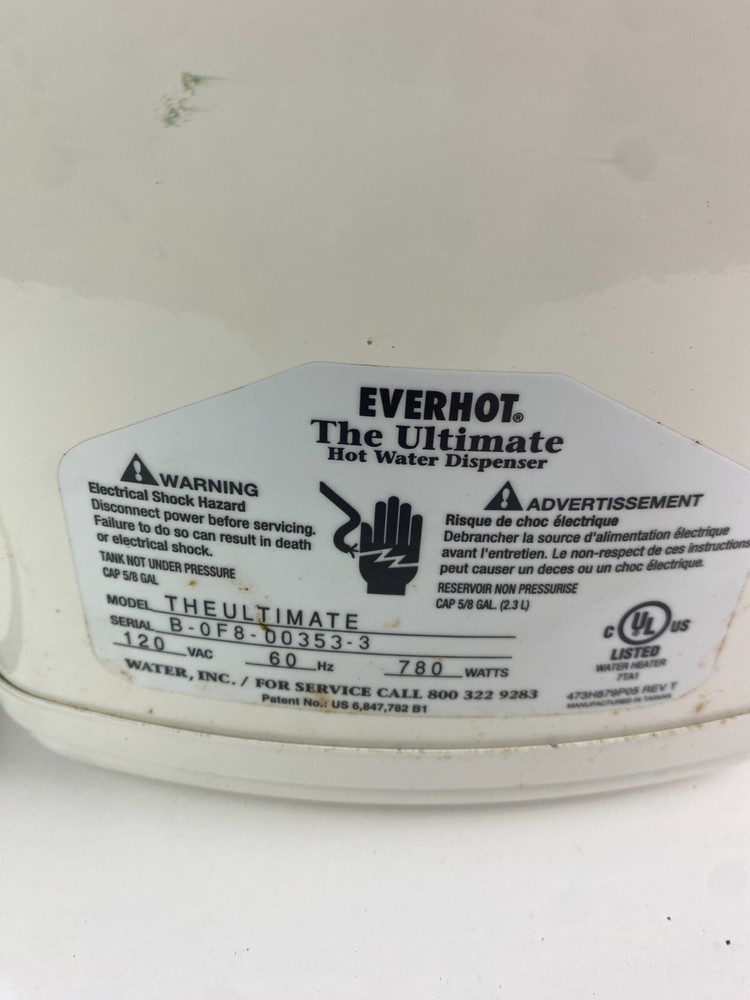 EVERHOT®
The Ultimate
Hot Water Dispenser
WARNING
Electrical Shock Hazard
Disconnect power before servicing.
Failure to do so can result in death
or electrical shock.
TANK NOT UNDER PRESSURE
CAP 5/8 GAL
ADVERTISSEMENT
Risque de choc électrique
Debrancher la source d'alimentation électrique
avant l'entretien. Le non-respect de ces instructions
peut causer un deces ou un choc électrique.
RESERVOIR NON PRESSURISE
CAP 5/8 GAL. (2.3 L)
MODEL THEULTIMATE
SERIAL B-0F8-00353-3
120 VAC 60 Hz 780 WATTS
WATER, INC. / FOR SERVICE CALL 800 322 9283
Patent No.: US 6,847,782 B1
C UL US
LISTED
WATER HEATER
7TA1
473H879P05 REV T
MANUFACTURED IN TAIWAN